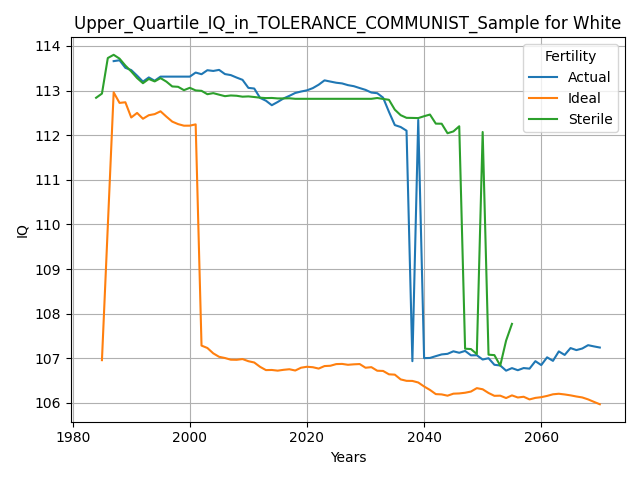 Upper_Quartile_IQ_in_TOLERANCE_COMMUNIST_Sample for White
Fertility
Actual
Ideal
Sterile
114
113
112
111
110
109
108
107
106
IQ
1980
2000
2020
2040
2060
Years